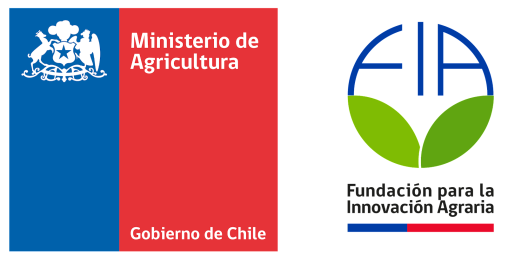 Ministerio de
Agricultura
Gobierno de Chile
FIA
Fundación para la
Innovación Agraria